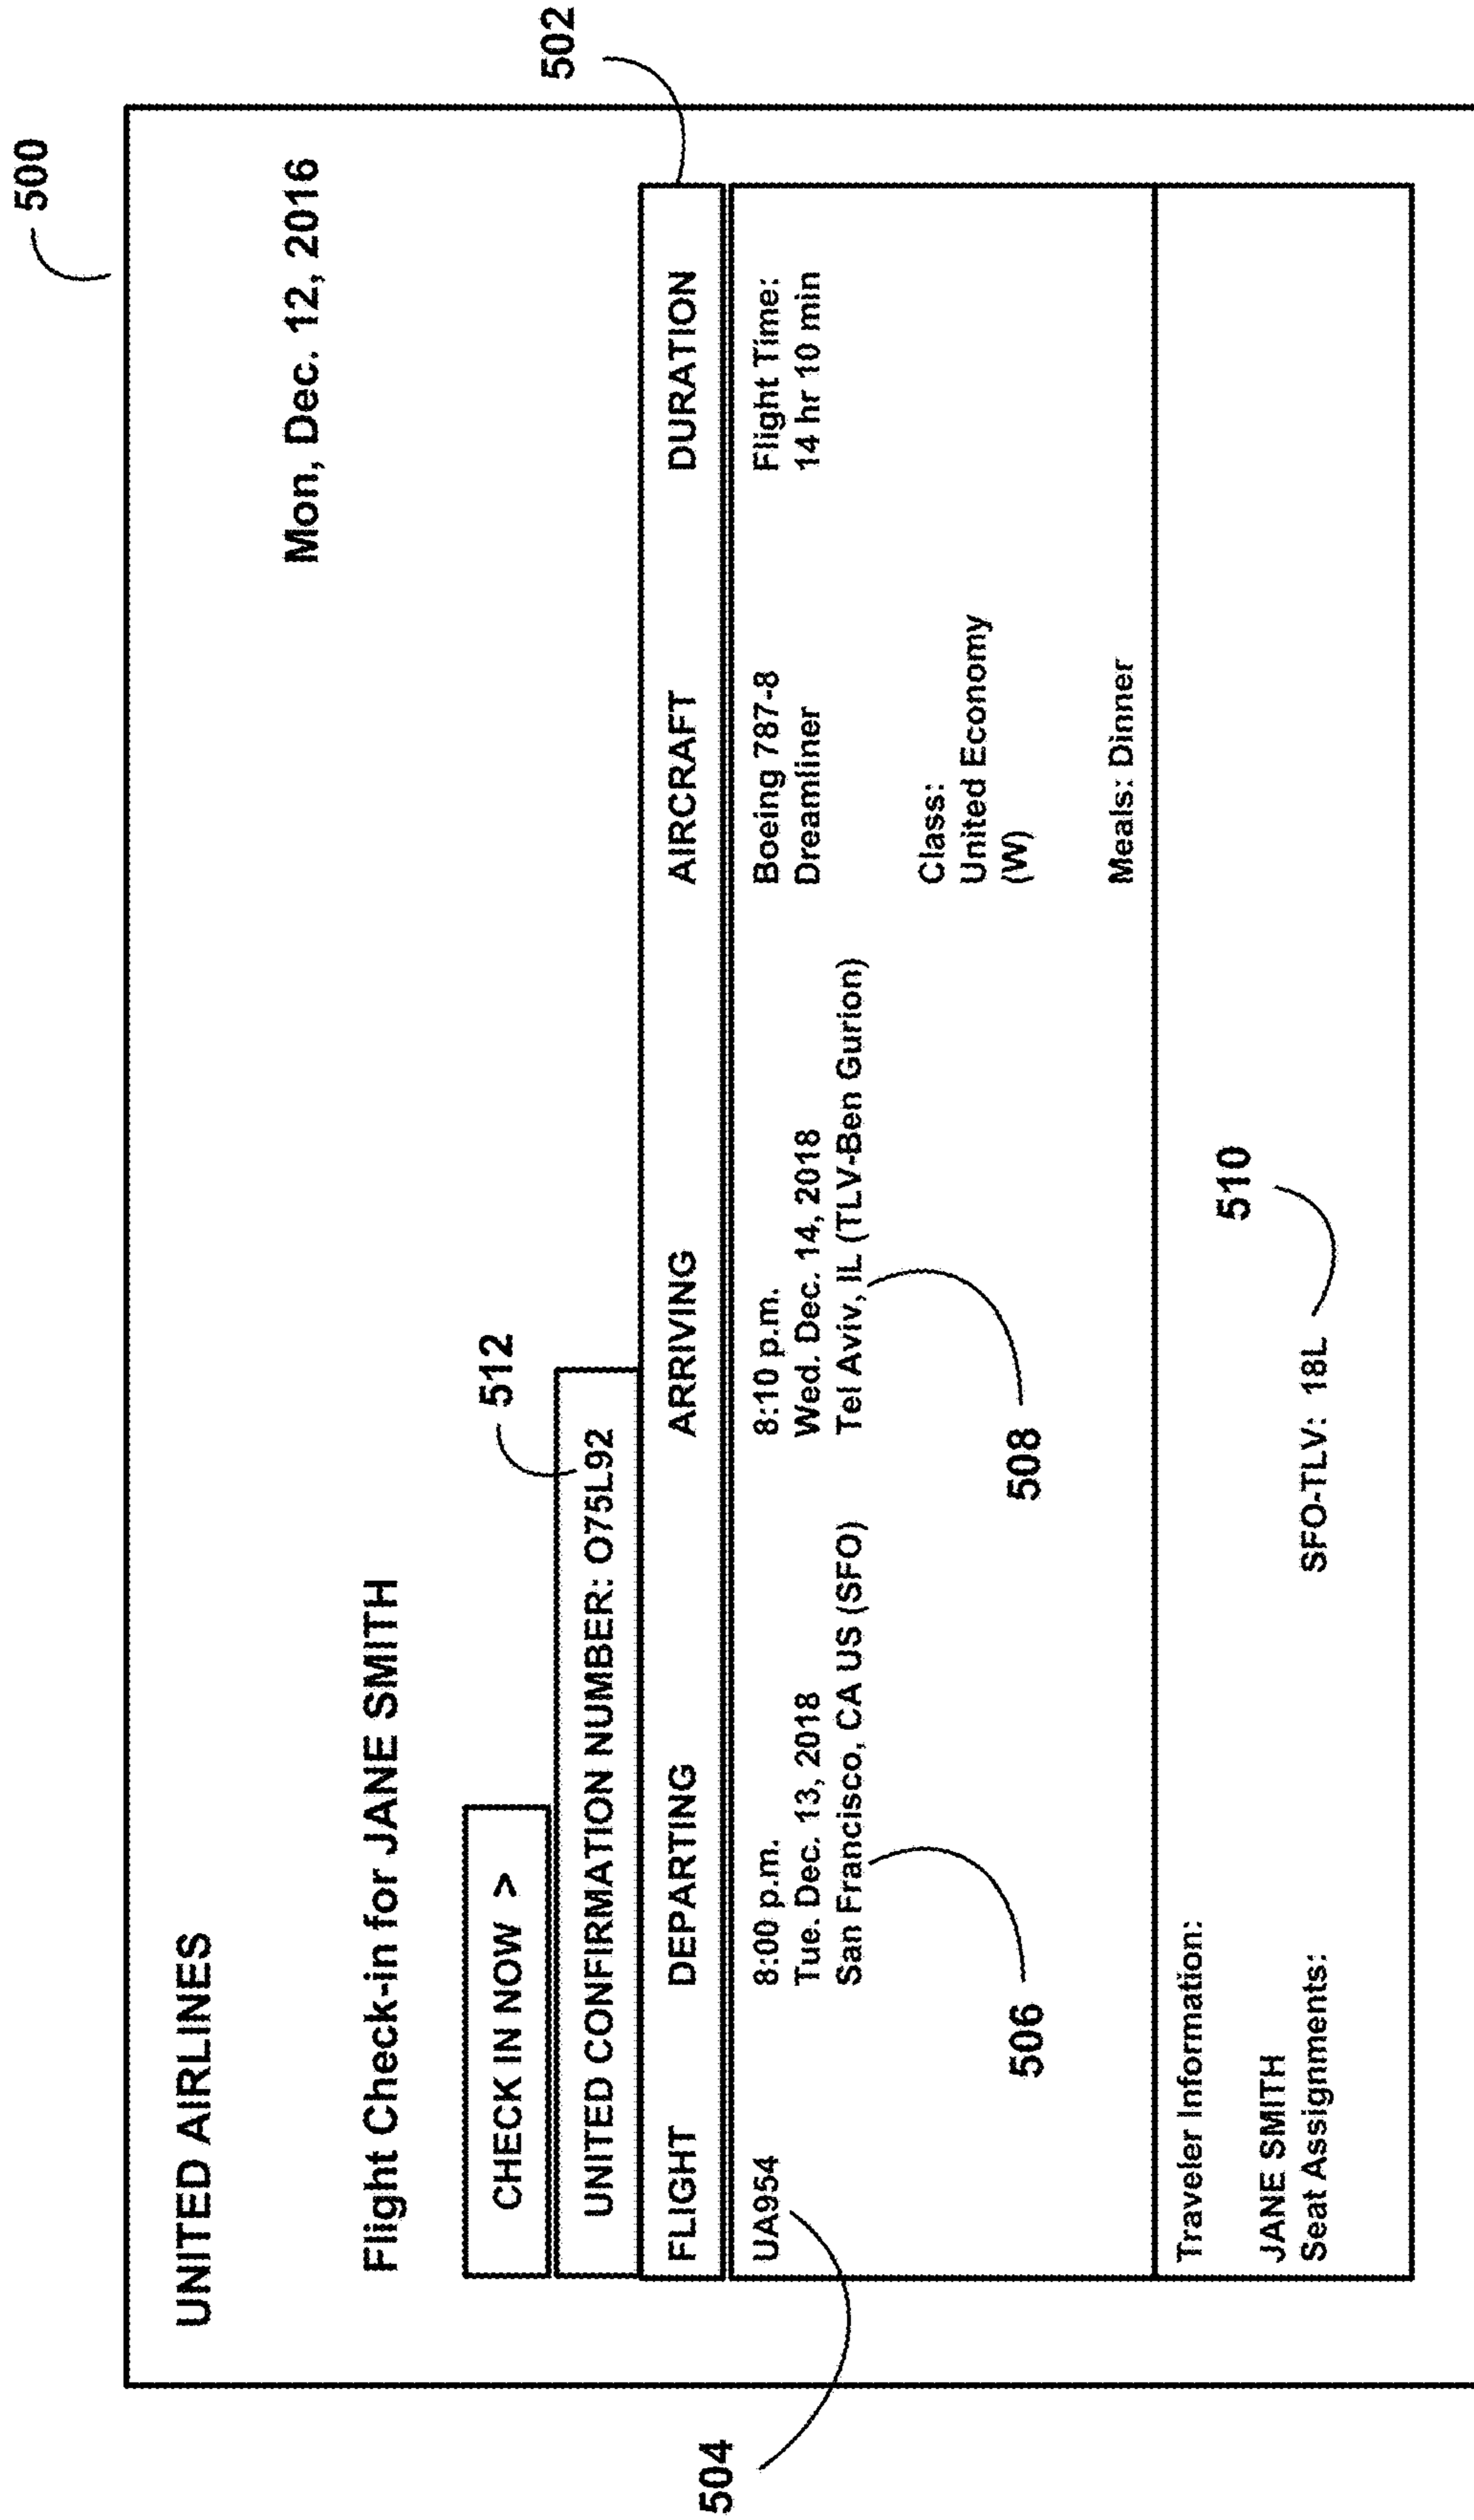 500
UNITED AIRLINES
Mon, Dec. 12, 2016
Flight Check-in for JANE SMITH
CHECK IN NOW >
512
502
UNITED CONFIRMATION NUMBER: O75L92
FLIGHT DEPARTING ARRIVING AIRCRAFT DURATION
504
UA954 8:00 p.m. 8:10 p.m. Boeing 787-8 Flight Time:
Tue. Dec. 13, 2018 Wed. Dec. 14, 2018 Dreamliner 14 hr 10 min
San Francisco, CA US (SFO) Tel Aviv, IL (TLV-Ben Gurion)
Class:
United Economy
(W)
506 508
Meals: Dinner
Traveler Information:
510
JANE SMITH
Seat Assignments: SFO-TLV: 18L